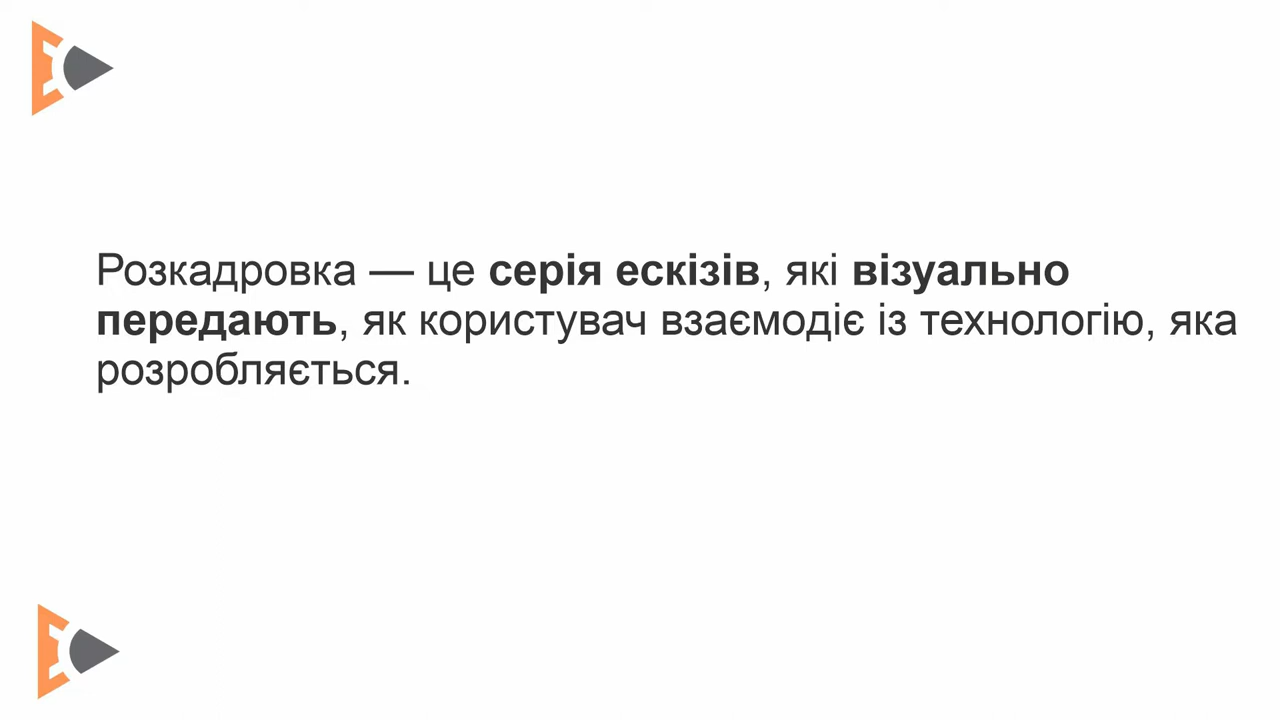 Розкадровка — це серія ескізів, які візуально
передають, як користувач взаємодіє із технологію, яка
розробляється.